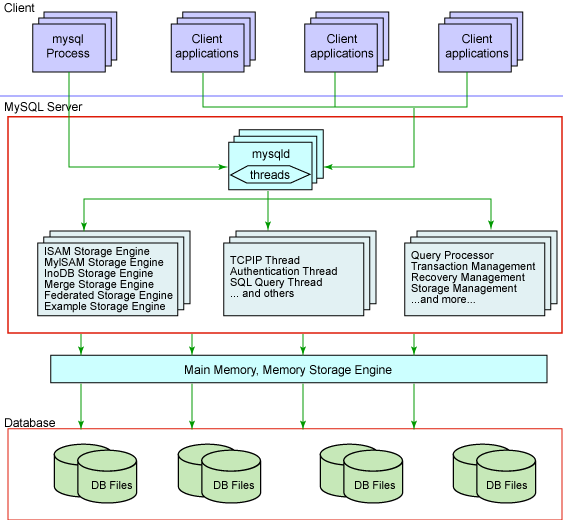 Client
mysql
Process
Client
applications
Client
applications
Client
applications
MySQL Server
mysqld
threads
ISAM Storage Engine
MyISAM Storage Engine
InoDB Storage Engine
Merge Storage Engine
Federated Storage Engine
Example Storage Engine
TCPIP Thread
Authentication Thread
SQL Query Thread
... and others
Query Processor
Transaction Management
Recovery Management
Storage Management
...and more...
Main Memory, Memory Storage Engine
Database
DB Files
DB Files
DB Files
DB Files